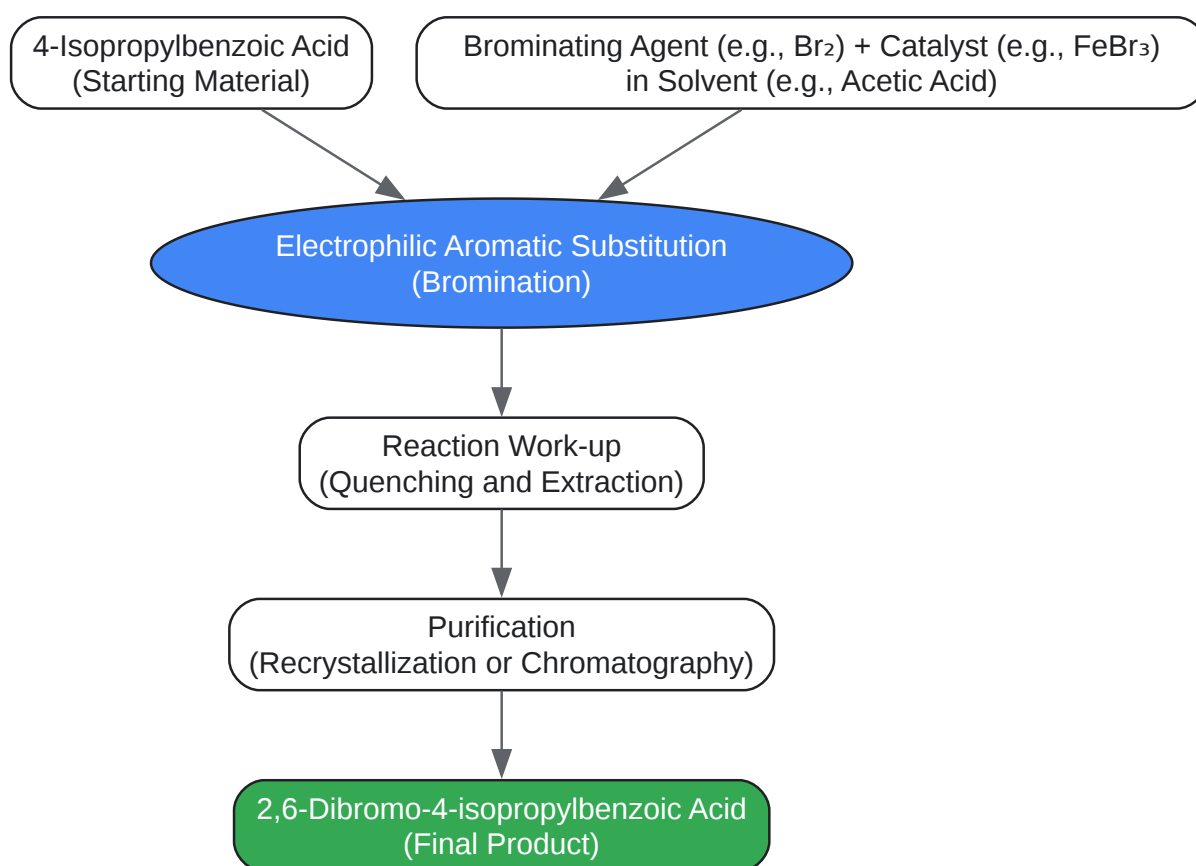 4-Isopropylbenzoic Acid
(Starting Material)
Brominating Agent (e.g., Br₂) + Catalyst (e.g., FeBr₃)
in Solvent (e.g., Acetic Acid)
Electrophilic Aromatic Substitution
(Bromination)
Reaction Work-up
(Quenching and Extraction)
Purification
(Recrystallization or Chromatography)
2,6-Dibromo-4-isopropylbenzoic Acid
(Final Product)